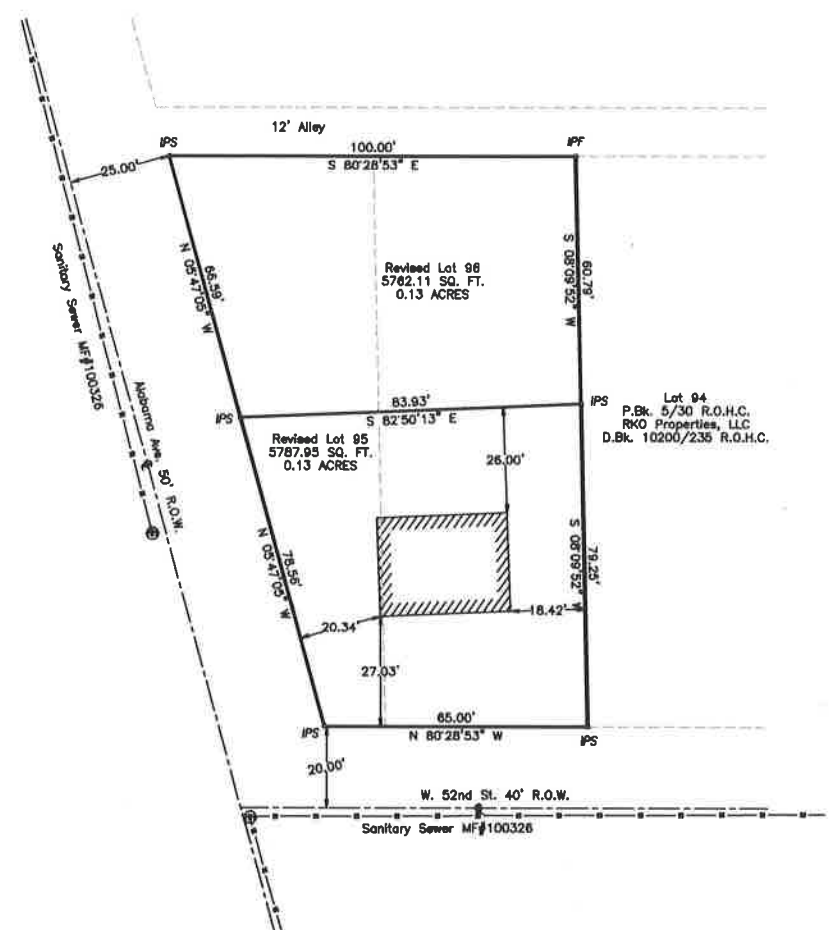 12' Alley
IPS
100.00'
IPF
S 80°28'53" E
25.00'
Sanitary Sewer MF#100326
66.59'
N 05°47'05" W
Revised Lot 96
5762.11 SQ. FT.
0.13 ACRES
60.79'
S 08°09'52" W
83.93'
S 82°50'13" E
IPS
IPS
Lot 94
P.Bk. 5/30 R.O.H.C.
RKO Properties, LLC
D.Bk. 10200/235 R.O.H.C.
Revised Lot 95
5787.95 SQ. FT.
0.13 ACRES
Alabama Ave. 50' R.O.W.
26.00'
78.56'
N 05°47'05" W
79.25'
S 08°09'52" W
18.42'
20.34'
27.03'
65.00'
IPS
N 80°28'53" W
IPS
20.00'
W. 52nd St. 40' R.O.W.
Sanitary Sewer MF#100326